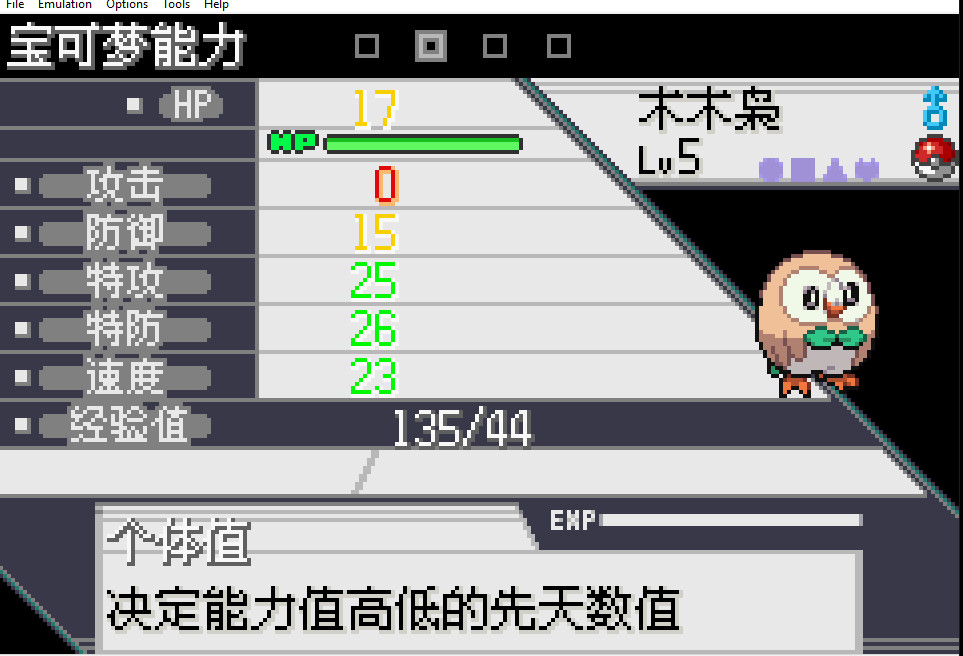 File Emulation Options Tools Help
宝可梦能力
HP 17
HP
木木枭
Lv5
攻击 0
防御 15
特攻 25
特防 26
速度 23
经验值 135/44
EXP
个体值
决定能力值高低的先天数值